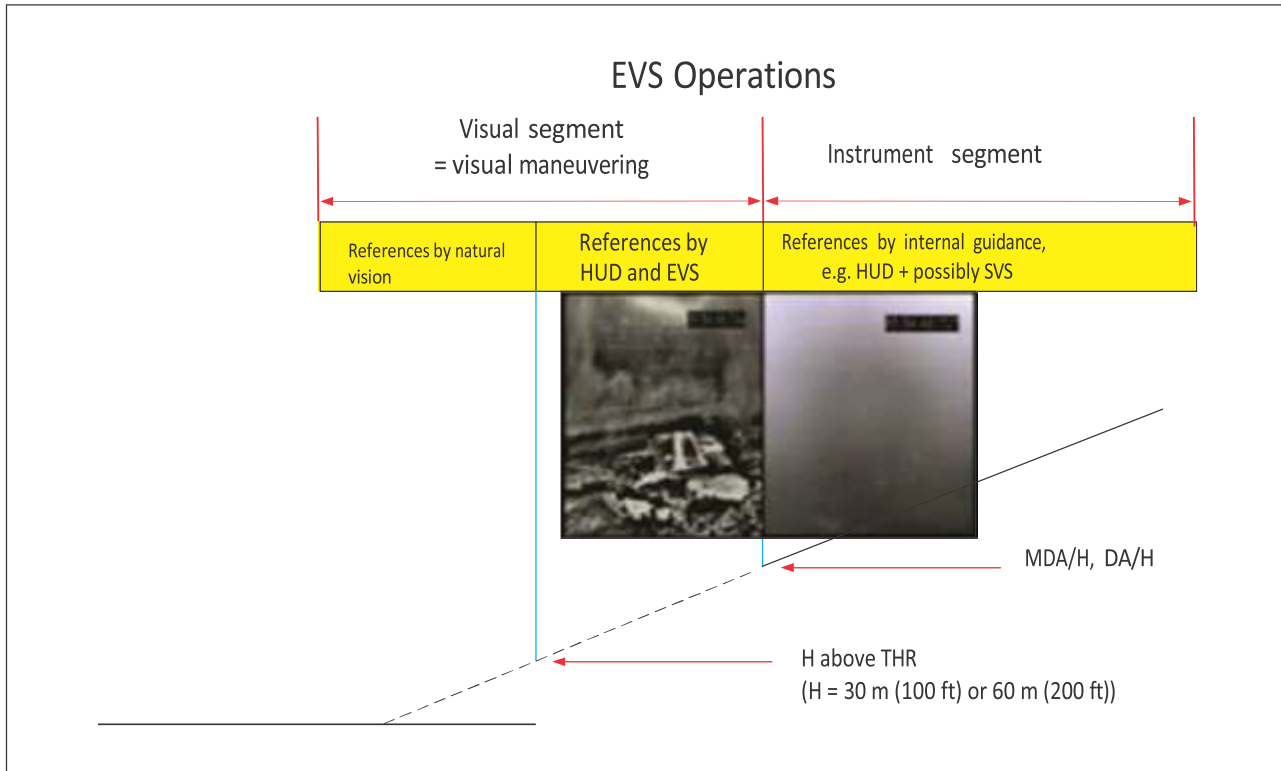 EVS Operations
Visual segment
= visual maneuvering
Instrument segment
References by natural
vision
References by
HUD and EVS
References by internal guidance,
e.g. HUD + possibly SVS
MDA/H, DA/H
H above THR
(H = 30 m (100 ft) or 60 m (200 ft))